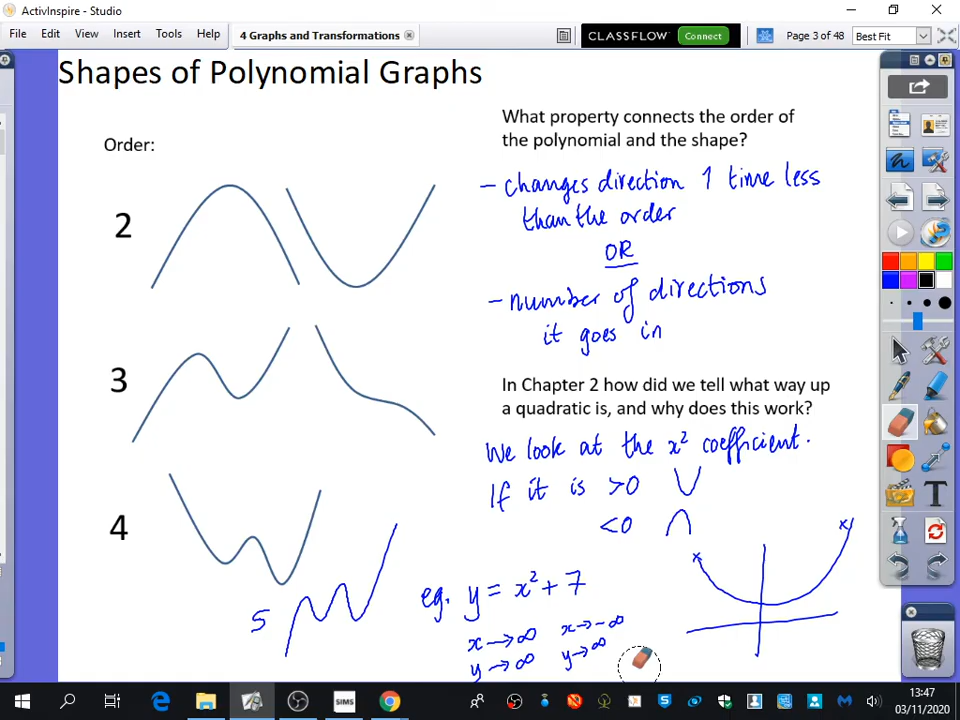 ActivInspire - Studio
File Edit View Insert Tools Help
4 Graphs and Transformations
CLASSFLOW Connect
Page 3 of 48
Best Fit
Shapes of Polynomial Graphs
Order:
2
3
4
5
What property connects the order of
the polynomial and the shape?
- changes direction 1 time less
than the order
OR
- number of directions
it goes in
In Chapter 2 how did we tell what way up
a quadratic is, and why does this work?
We look at the x² coefficient.
If it is >0
<0
eg. y = x² + 7
x → ∞ x → -∞
y → ∞ y → ∞
SIMS
13:47
03/11/2020